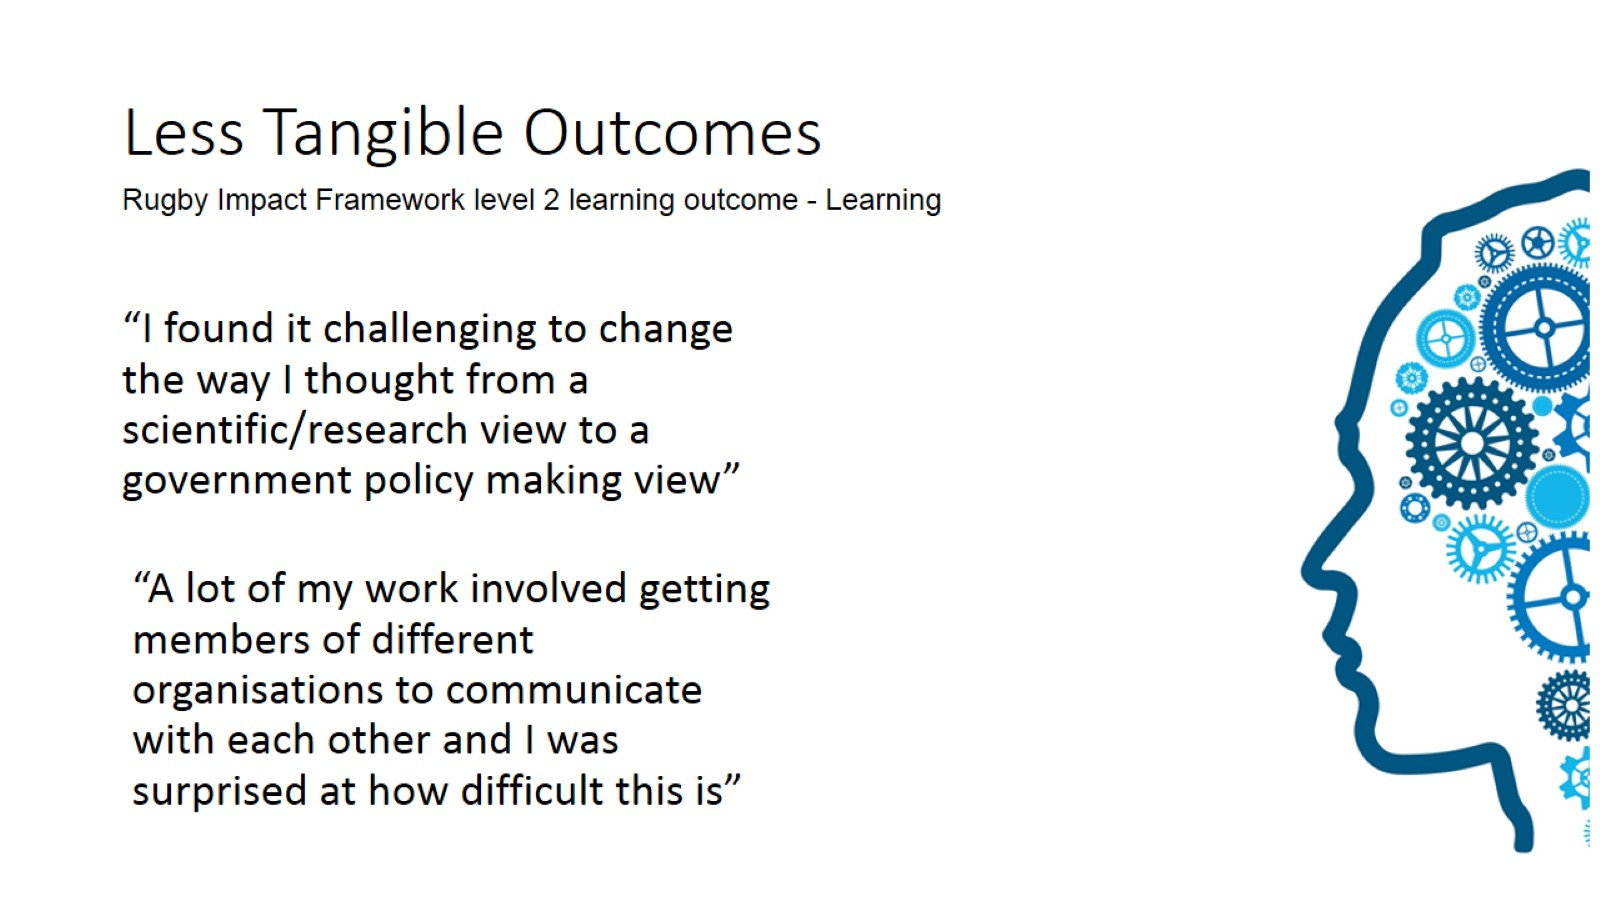 Less Tangible Outcomes
Rugby Impact Framework level 2 learning outcome - Learning
“I found it challenging to change
the way I thought from a
scientific/research view to a
government policy making view”
“A lot of my work involved getting
members of different
organisations to communicate
with each other and I was
surprised at how difficult this is”